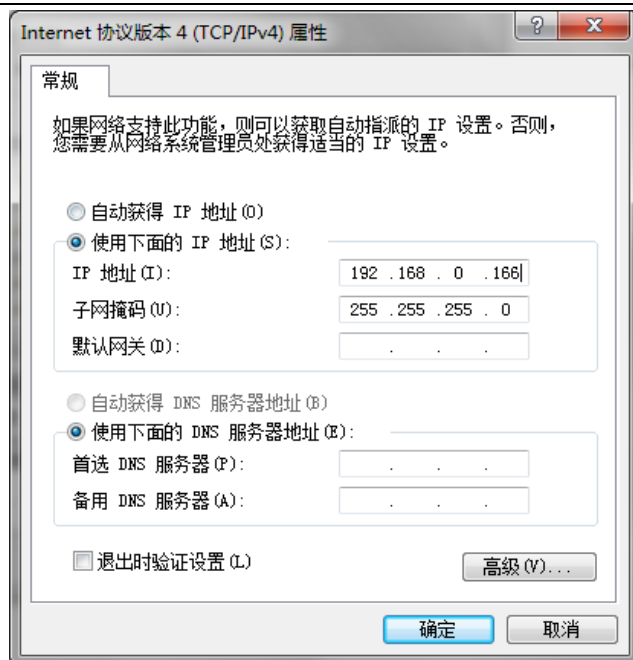 Internet 协议版本 4 (TCP/IPv4) 属性
常规
如果网络支持此功能，则可以获取自动指派的 IP 设置。否则，
您需要从网络系统管理员处获得适当的 IP 设置。
自动获得 IP 地址(O)
使用下面的 IP 地址(S):
IP 地址(I): 192 .168 . 0 .166
子网掩码(U): 255 .255 .255 . 0
默认网关(D): . . .
自动获得 DNS 服务器地址(B)
使用下面的 DNS 服务器地址(E):
首选 DNS 服务器(P): . . .
备用 DNS 服务器(A): . . .
退出时验证设置(L) 高级(V)...
确定 取消